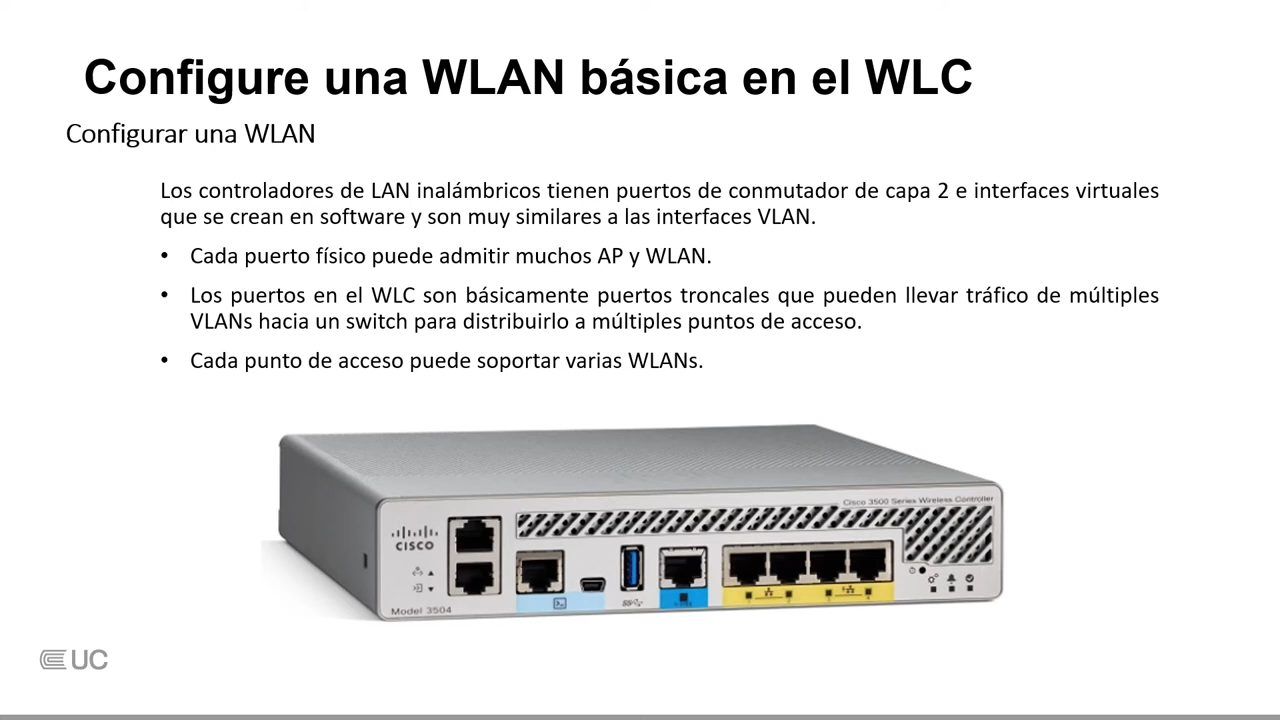 Configure una WLAN básica en el WLC
Configurar una WLAN
Los controladores de LAN inalámbricos tienen puertos de conmutador de capa 2 e interfaces virtuales
que se crean en software y son muy similares a las interfaces VLAN.
• Cada puerto físico puede admitir muchos AP y WLAN.
• Los puertos en el WLC son básicamente puertos troncales que pueden llevar tráfico de múltiples
VLANs hacia un switch para distribuirlo a múltiples puntos de acceso.
• Cada punto de acceso puede soportar varias WLANs.
Cisco 3500 Series Wireless Controller
CISCO
Model 3504
UC